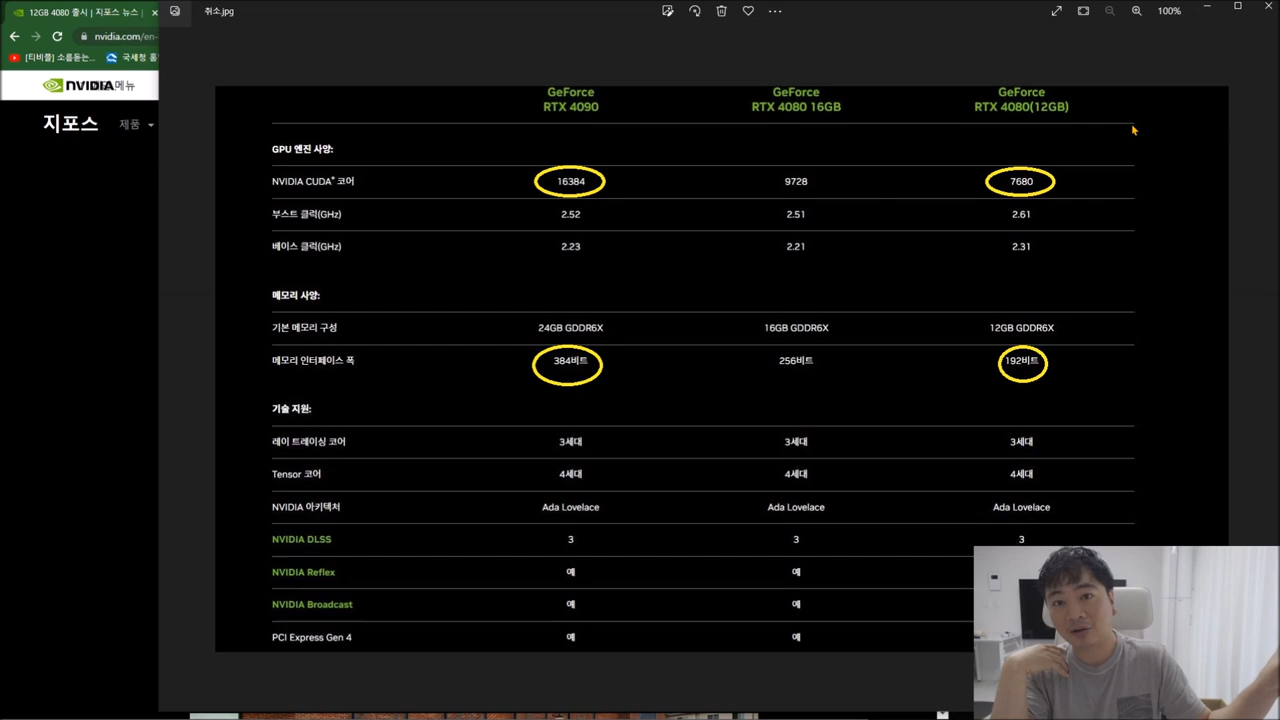 12GB 4080 출시 | 지포스 뉴스 |
취소.jpg
100%
nvidia.com/en-
[티비플] 소름돋는...
국세청 홈
NVIDIA
메뉴
지포스
제품
GeForce RTX 4090
GeForce RTX 4080 16GB
GeForce RTX 4080(12GB)
GPU 엔진 사양:
NVIDIA CUDA® 코어 16384 9728 7680
부스트 클럭(GHz) 2.52 2.51 2.61
베이스 클럭(GHz) 2.23 2.21 2.31
메모리 사양:
기본 메모리 구성 24GB GDDR6X 16GB GDDR6X 12GB GDDR6X
메모리 인터페이스 폭 384비트 256비트 192비트
기술 지원:
레이 트레이싱 코어 3세대 3세대 3세대
Tensor 코어 4세대 4세대 4세대
NVIDIA 아키텍처 Ada Lovelace Ada Lovelace Ada Lovelace
NVIDIA DLSS 3 3 3
NVIDIA Reflex 예 예
NVIDIA Broadcast 예 예
PCI Express Gen 4 예 예